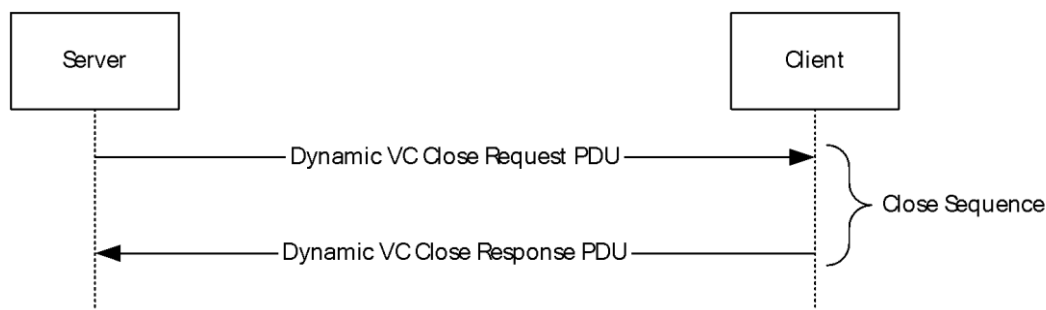 Server
Client
Dynamic VC Close Request PDU
Close Sequence
Dynamic VC Close Response PDU